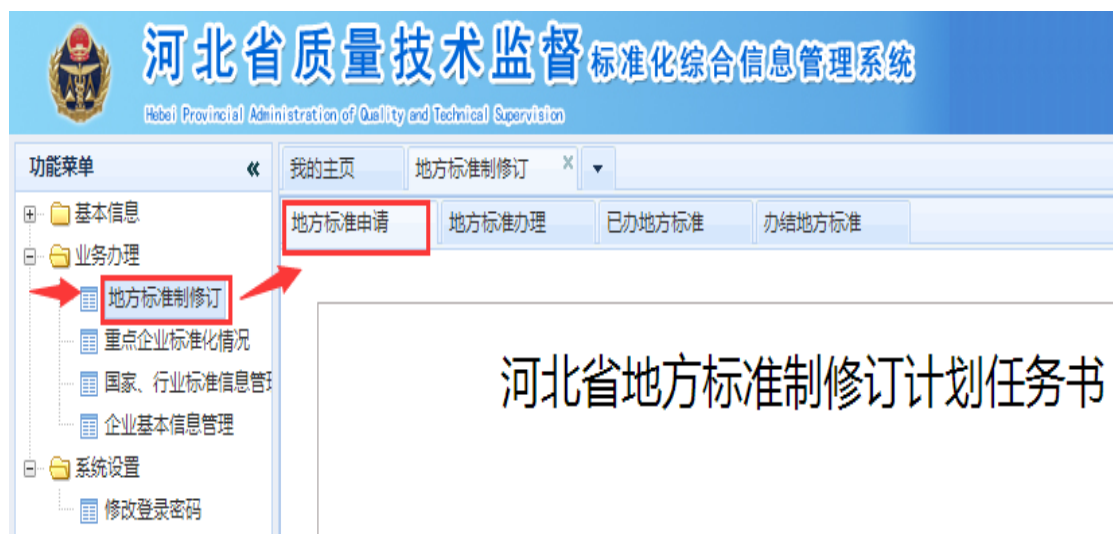 河北省质量技术监督标准化综合信息管理系统
Hebei Provincial Administration of Quality and Technical Supervision
功能菜单
我的主页 地方标准制修订
基本信息
地方标准申请 地方标准办理 已办地方标准 办结地方标准
业务办理
地方标准制修订
重点企业标准化情况
国家、行业标准信息管
企业基本信息管理
系统设置
修改登录密码
河北省地方标准制修订计划任务书